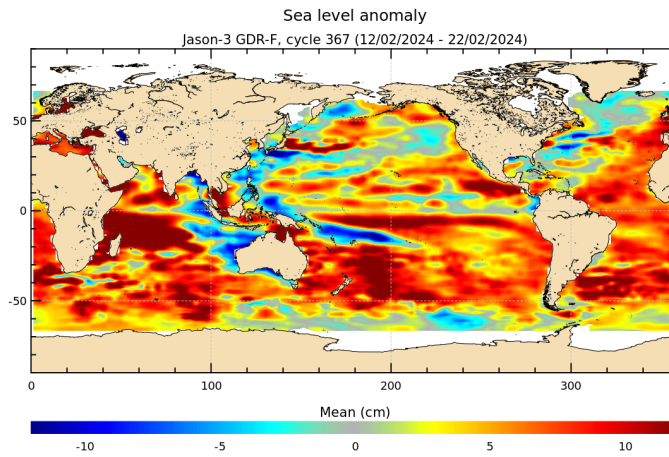 Sea level anomaly
Jason-3 GDR-F, cycle 367 (12/02/2024 - 22/02/2024)
50
0
-50
0 100 200 300
Mean (cm)
-10 -5 0 5 10